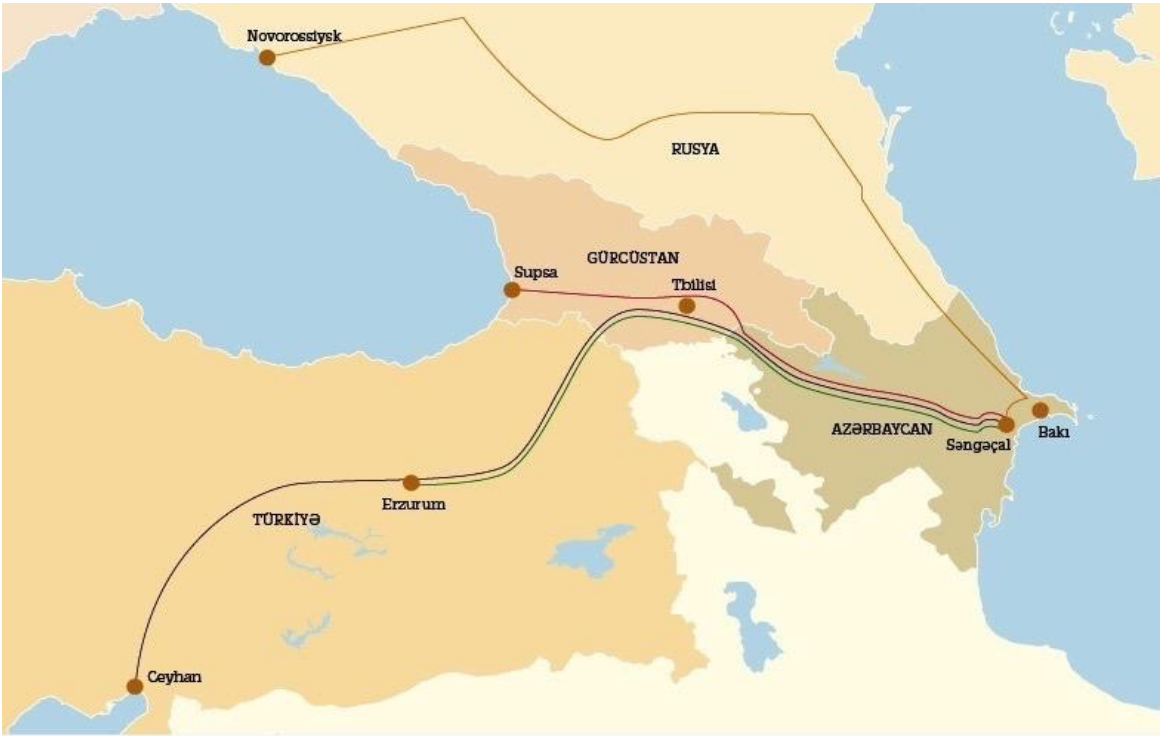 Novorossiysk
RUSYA
GÜRCÜSTAN
Supsa
Tbilisi
AZƏRBAYCAN
Səngəçal
Bakı
Erzurum
TÜRKİYƏ
Ceyhan